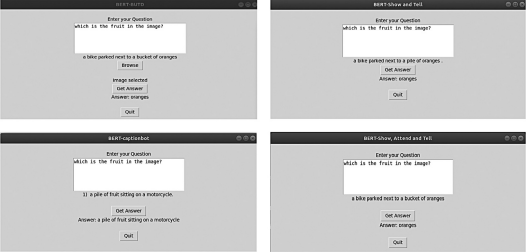 BERT-AUTO
Enter your Question
which is the fruit in the image?
a bike parked next to a bucket of oranges
Browse
Image selected
Get Answer
Answer: oranges
Quit
BERT-Show and Tell
Enter your Question
which is the fruit in the image?
a bike parked next to a pile of oranges .
Get Answer
Answer: oranges
Quit
BERT-captionbot
Enter your Question
which is the fruit in the image?
1) a pile of fruit sitting on a motorcycle.
Get Answer
Answer: a pile of fruit sitting on a motorcycle
Quit
BERT-Show, Attend and Tell
Enter your Question
which is the fruit in the image?
a bike parked next to a bucket of oranges
Get Answer
Answer: oranges
Quit